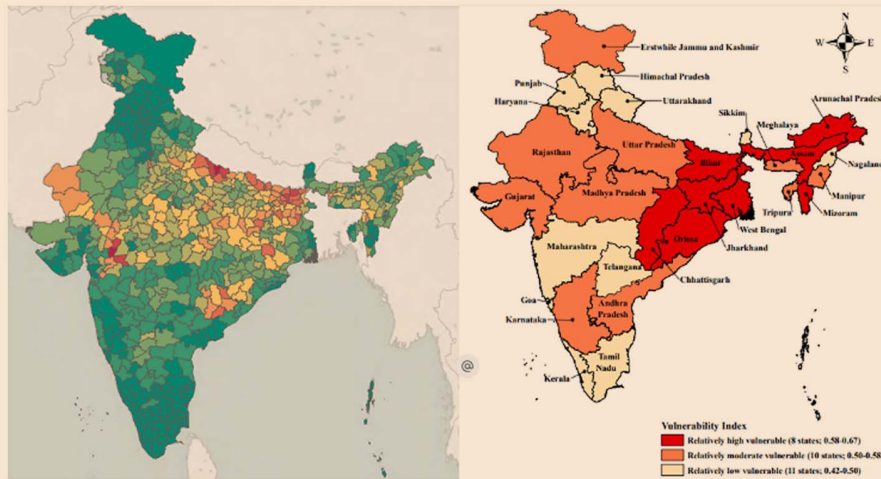 N
W E
S
Erstwhile Jammu and Kashmir
Himachal Pradesh
Punjab
Uttarakhand
Haryana
Sikkim
Arunachal Pradesh
Meghalaya
Assam
Rajasthan
Uttar Pradesh
Bihar
Nagaland
Gujarat
Madhya Pradesh
Manipur
Tripura
Mizoram
West Bengal
Orissa
Jharkhand
Maharashtra
Telangana
Chhattisgarh
Goa
Andhra
Pradesh
Karnataka
@
Tamil
Nadu
Kerala
Vulnerability Index
Relatively high vulnerable (8 states; 0.58-0.67)
Relatively moderate vulnerable (10 states; 0.50-0.58
Relatively low vulnerable (11 states; 0.42-0.50)